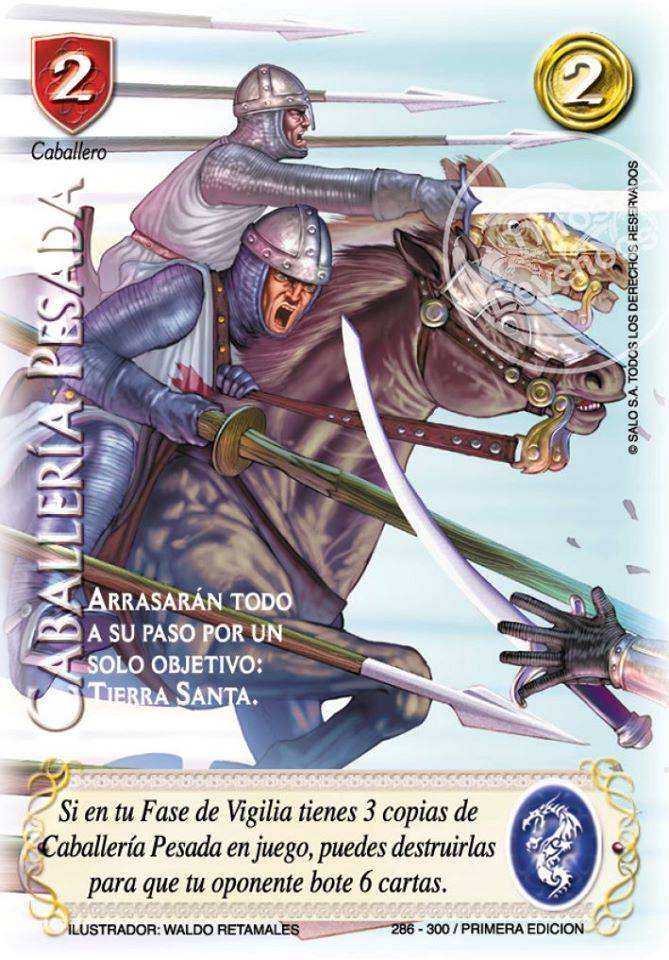 2
2
Caballero
CABALLERÍA PESADA
© SALO S.A. TODOS LOS DERECHOS RESERVADOS
ARRASARÁN TODO
A SU PASO POR UN
SOLO OBJETIVO:
TIERRA SANTA.
Si en tu Fase de Vigilia tienes 3 copias de
Caballería Pesada en juego, puedes destruirlas
para que tu oponente bote 6 cartas.
ILUSTRADOR: WALDO RETAMALES
286 - 300 / PRIMERA EDICION